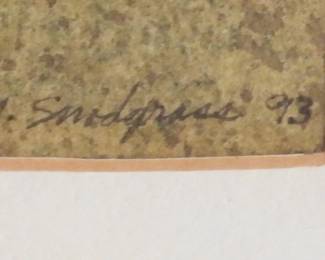 . Snodgrass 93